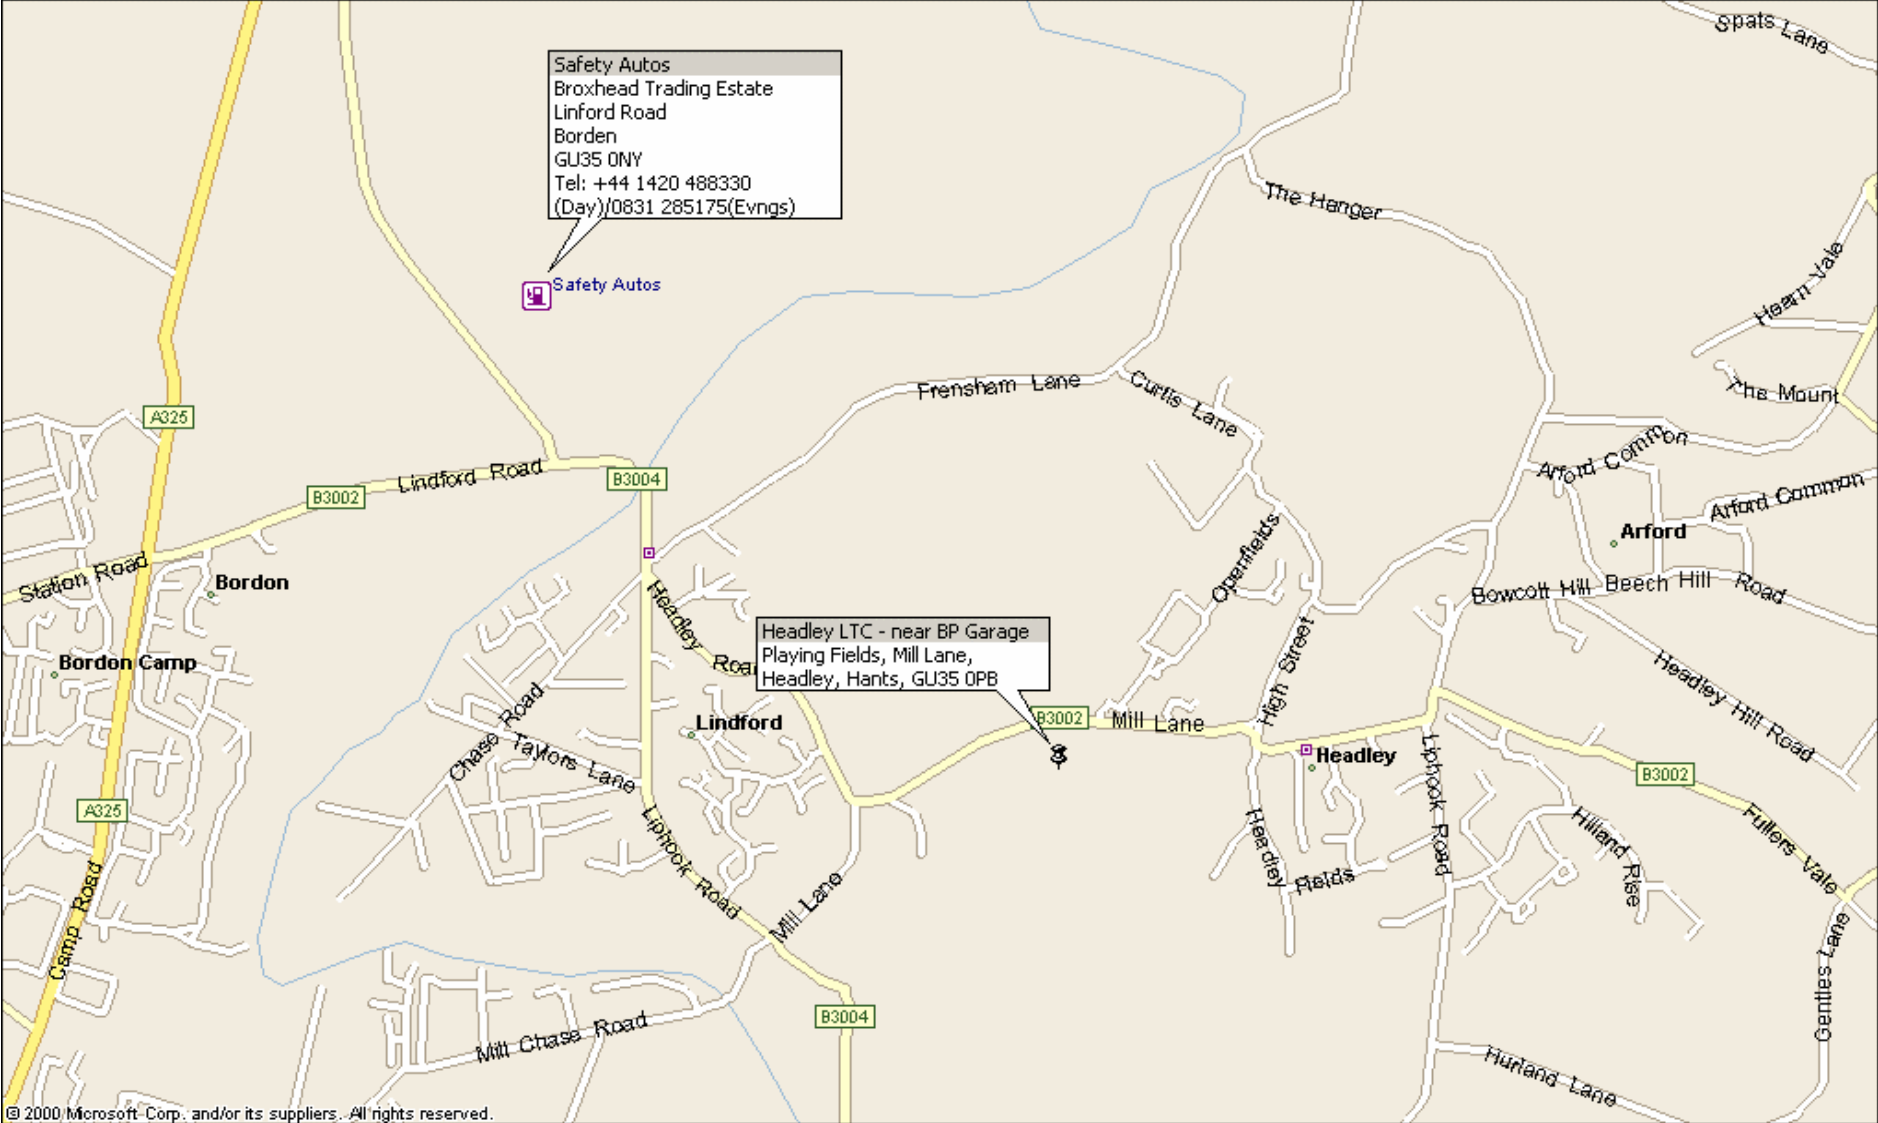 Spats Lane
Safety Autos
Broxhead Trading Estate
Linford Road
Borden
GU35 0NY
Tel: +44 1420 488330
(Day)/0831 285175(Evngs)
The Hanger
Hearn Vale
Safety Autos
Frensham Lane
Curtis Lane
The Mount
A325
Arford Common
Lindford Road
B3004
B3002
Arford Common
Arford
Openfields
Station Road
Bordon
Headley Road
Bowcott Hill
Beech Hill Road
Headley LTC - near BP Garage
Playing Fields, Mill Lane,
Headley, Hants, GU35 0PB
High Street
Bordon Camp
Headley Hill Road
Chase Road
Lindford
B3002
Mill Lane
Taylors Lane
Headley
Liphook Road
B3002
A325
Liphook Road
Headley Fields
Hilland Rise
Fullers Vale
Camp Road
Mill Lane
Gentles Lane
B3004
Mill Chase Road
Hurland Lane
© 2000 Microsoft Corp. and/or its suppliers. All rights reserved.